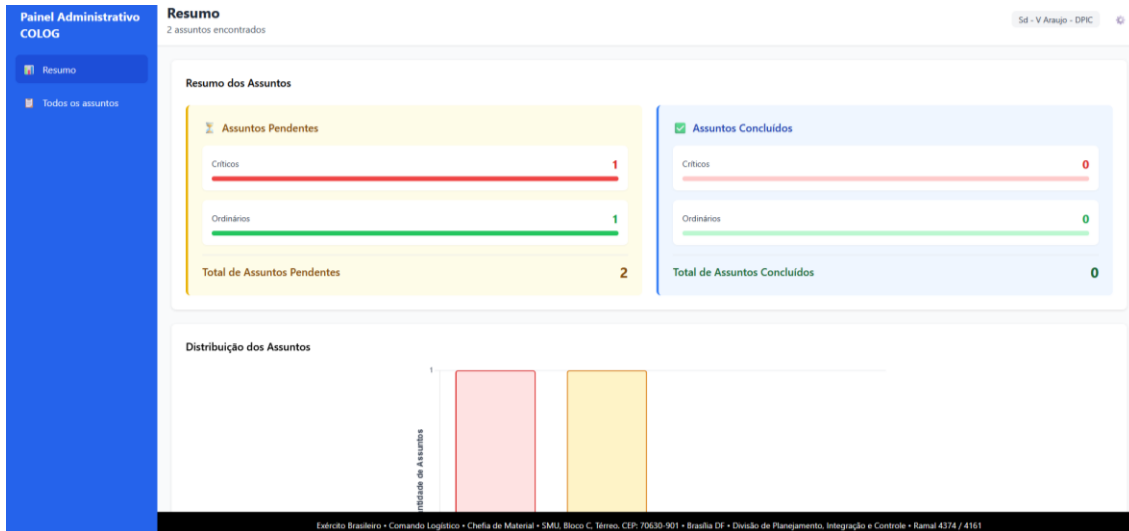 Painel Administrativo
COLOG
Resumo
Todos os assuntos
Resumo
2 assuntos encontrados
Sd - V Araujo - DPIC
Resumo dos Assuntos
Assuntos Pendentes
Críticos 1
Ordinários 1
Total de Assuntos Pendentes 2
Assuntos Concluídos
Críticos 0
Ordinários 0
Total de Assuntos Concluídos 0
Distribuição dos Assuntos
1
Assuntos
Exército Brasileiro • Comando Logístico • Chefia de Material • SMU, Bloco C, Térreo, CEP: 70630-901 • Brasília DF • Divisão de Planejamento, Integração e Controle • Ramal 4374 / 4161